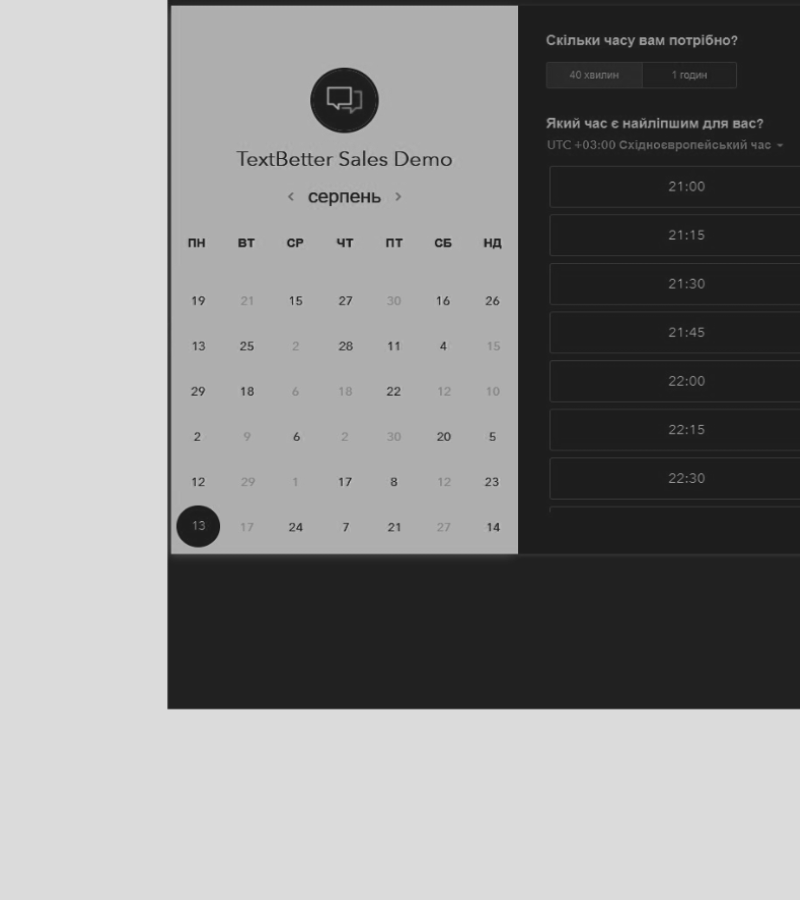 TextBetter Sales Demo
‹ серпень ›
ПН ВТ СР ЧТ ПТ СБ НД
19 21 15 27 30 16 26
13 25 2 28 11 4 15
29 18 6 18 22 12 10
2 9 6 2 30 20 5
12 29 1 17 8 12 23
13 17 24 7 21 27 14
Скільки часу вам потрібно?
40 хвилин 1 годин
Який час є найліпшим для вас?
UTC +03:00 Східноєвропейський час
21:00
21:15
21:30
21:45
22:00
22:15
22:30